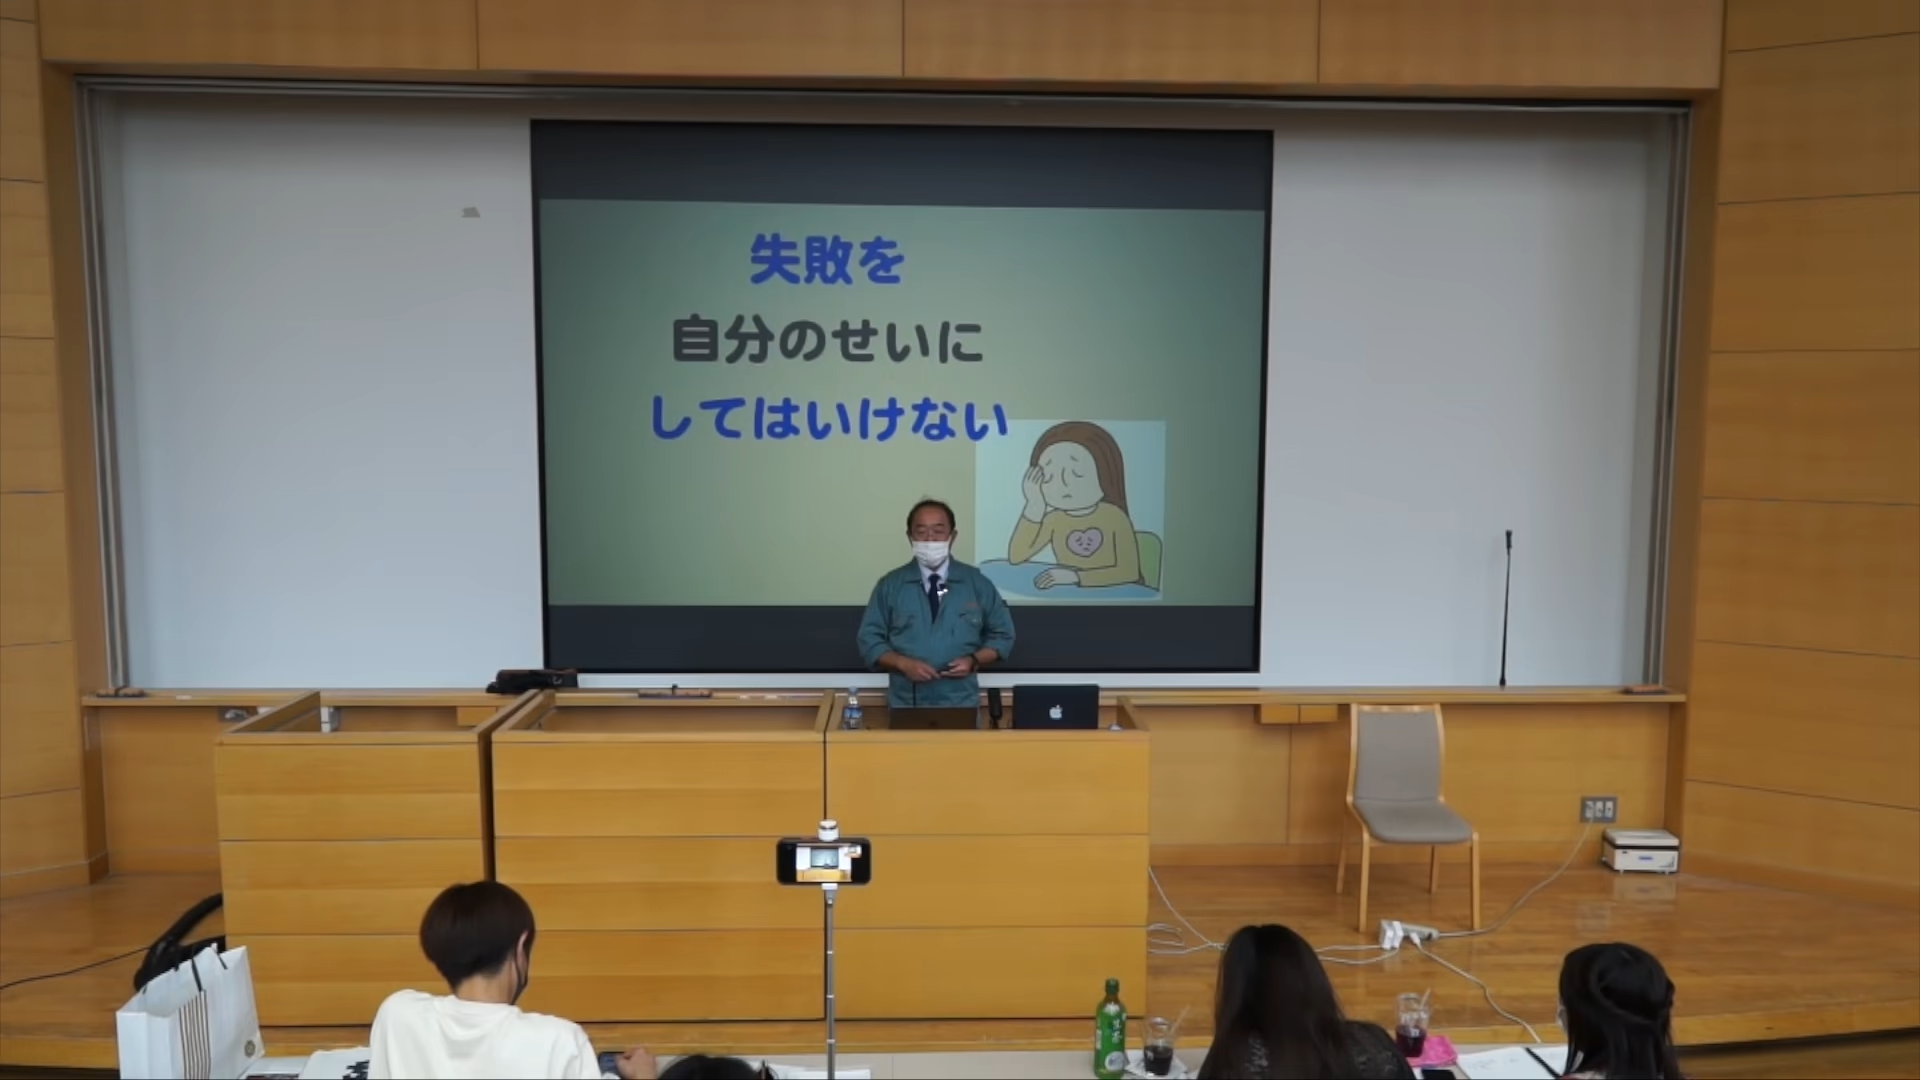 失敗を
自分のせいに
してはいけない